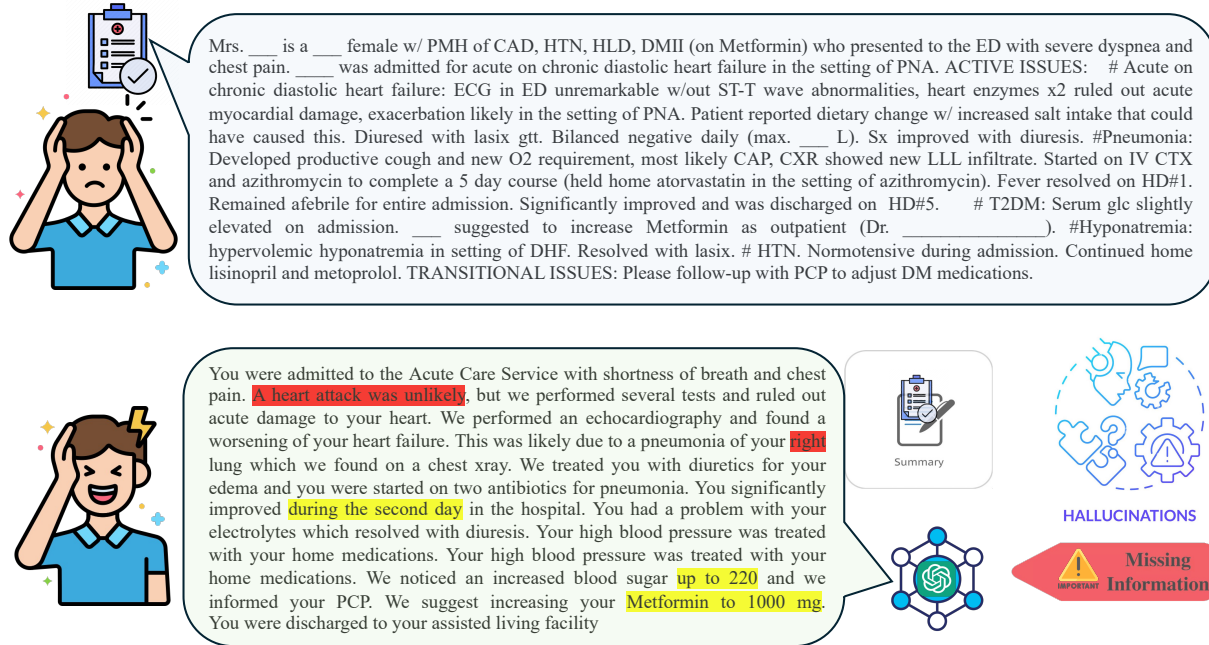 Mrs. ___ is a ___ female w/ PMH of CAD, HTN, HLD, DMII (on Metformin) who presented to the ED with severe dyspnea and
chest pain. ____ was admitted for acute on chronic diastolic heart failure in the setting of PNA. ACTIVE ISSUES: # Acute on
chronic diastolic heart failure: ECG in ED unremarkable w/out ST-T wave abnormalities, heart enzymes x2 ruled out acute
myocardial damage, exacerbation likely in the setting of PNA. Patient reported dietary change w/ increased salt intake that could
have caused this. Diuresed with lasix gtt. Bilanced negative daily (max. ___ L). Sx improved with diuresis. #Pneumonia:
Developed productive cough and new O2 requirement, most likely CAP, CXR showed new LLL infiltrate. Started on IV CTX
and azithromycin to complete a 5 day course (held home atorvastatin in the setting of azithromycin). Fever resolved on HD#1.
Remained afebrile for entire admission. Significantly improved and was discharged on HD#5. # T2DM: Serum glc slightly
elevated on admission. ___ suggested to increase Metformin as outpatient (Dr. _______________). #Hyponatremia:
hypervolemic hyponatremia in setting of DHF. Resolved with lasix. # HTN. Normotensive during admission. Continued home
lisinopril and metoprolol. TRANSITIONAL ISSUES: Please follow-up with PCP to adjust DM medications.
You were admitted to the Acute Care Service with shortness of breath and chest
pain. A heart attack was unlikely, but we performed several tests and ruled out
acute damage to your heart. We performed an echocardiography and found a
worsening of your heart failure. This was likely due to a pneumonia of your right
lung which we found on a chest xray. We treated you with diuretics for your
edema and you were started on two antibiotics for pneumonia. You significantly
improved during the second day in the hospital. You had a problem with your
electrolytes which resolved with diuresis. Your high blood pressure was treated
with your home medications. Your high blood pressure was treated with your
home medications. We noticed an increased blood sugar up to 220 and we
informed your PCP. We suggest increasing your Metformin to 1000 mg.
You were discharged to your assisted living facility
Summary
HALLUCINATIONS
IMPORTANT
Missing
Information